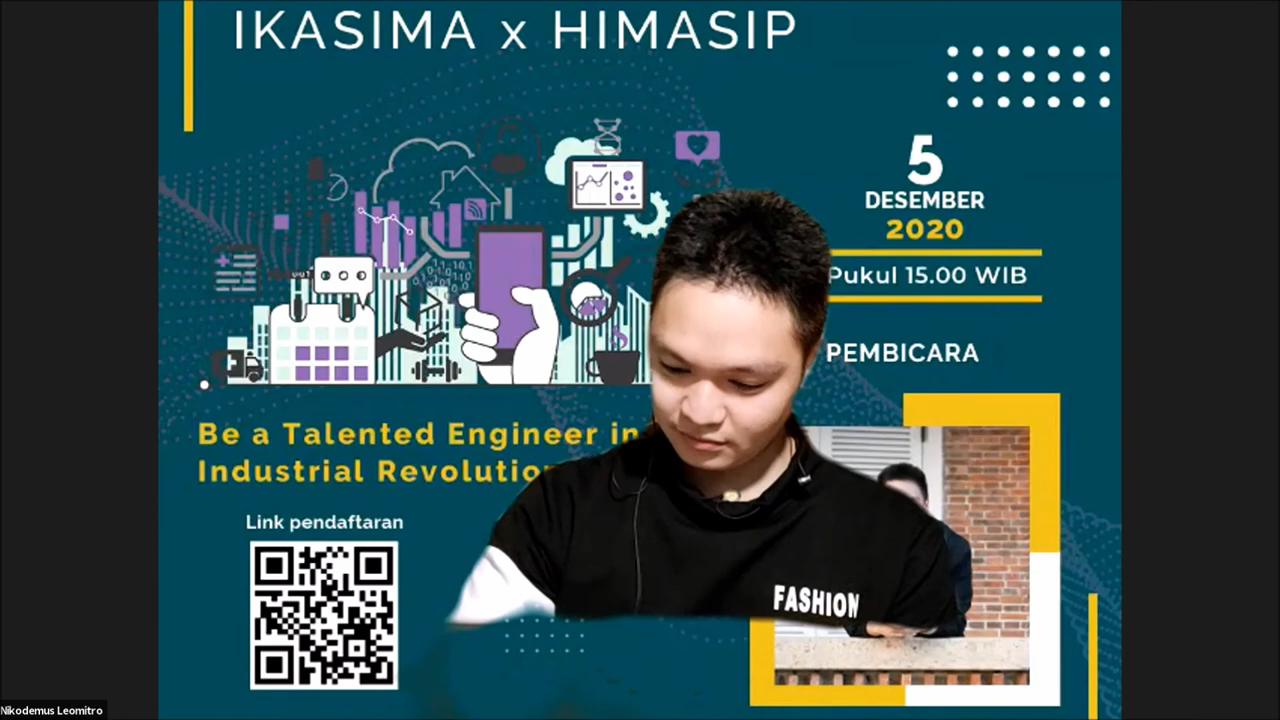 IKASIMA x HIMASIP
5
DESEMBER
2020
Pukul 15.00 WIB
PEMBICARA
Be a Talented Engineer in
Industrial Revolution
Link pendaftaran
FASHION
Nikodemus Leomitro